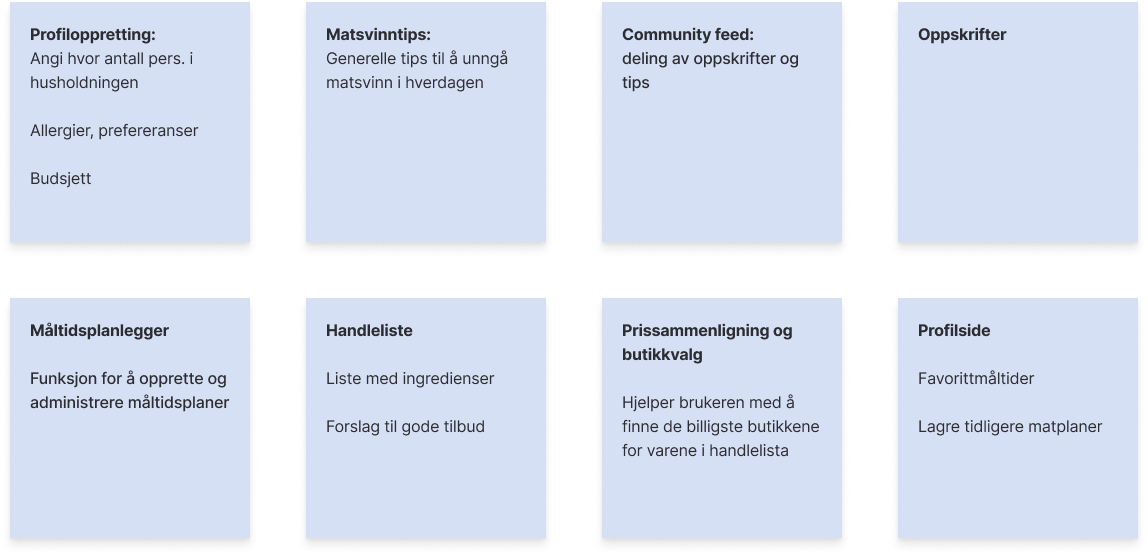 Profiloppretting:
Angi hvor antall pers. i
husholdningen
Allergier, prefereranser
Budsjett
Matsvinntips:
Generelle tips til å unngå
matsvinn i hverdagen
Community feed:
deling av oppskrifter og
tips
Oppskrifter
Måltidsplanlegger
Funksjon for å opprette og
administrere måltidsplaner
Handleliste
Liste med ingredienser
Forslag til gode tilbud
Prissammenligning og
butikkvalg
Hjelper brukeren med å
finne de billigste butikkene
for varene i handlelista
Profilside
Favorittmåltider
Lagre tidligere matplaner